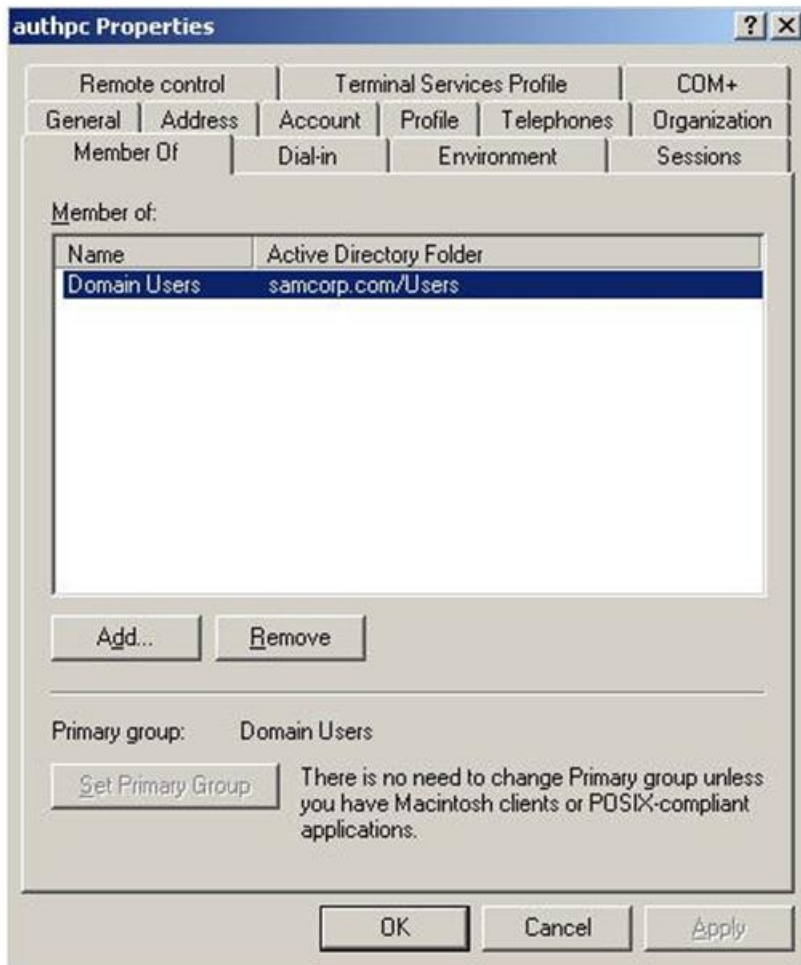 authpc Properties
Remote control Terminal Services Profile COM+
General Address Account Profile Telephones Organization
Member Of Dial-in Environment Sessions
Member of:
Name Active Directory Folder
Domain Users samcorp.com/Users
Add... Remove
Primary group: Domain Users
Set Primary Group
There is no need to change Primary group unless
you have Macintosh clients or POSIX-compliant
applications.
OK Cancel Apply